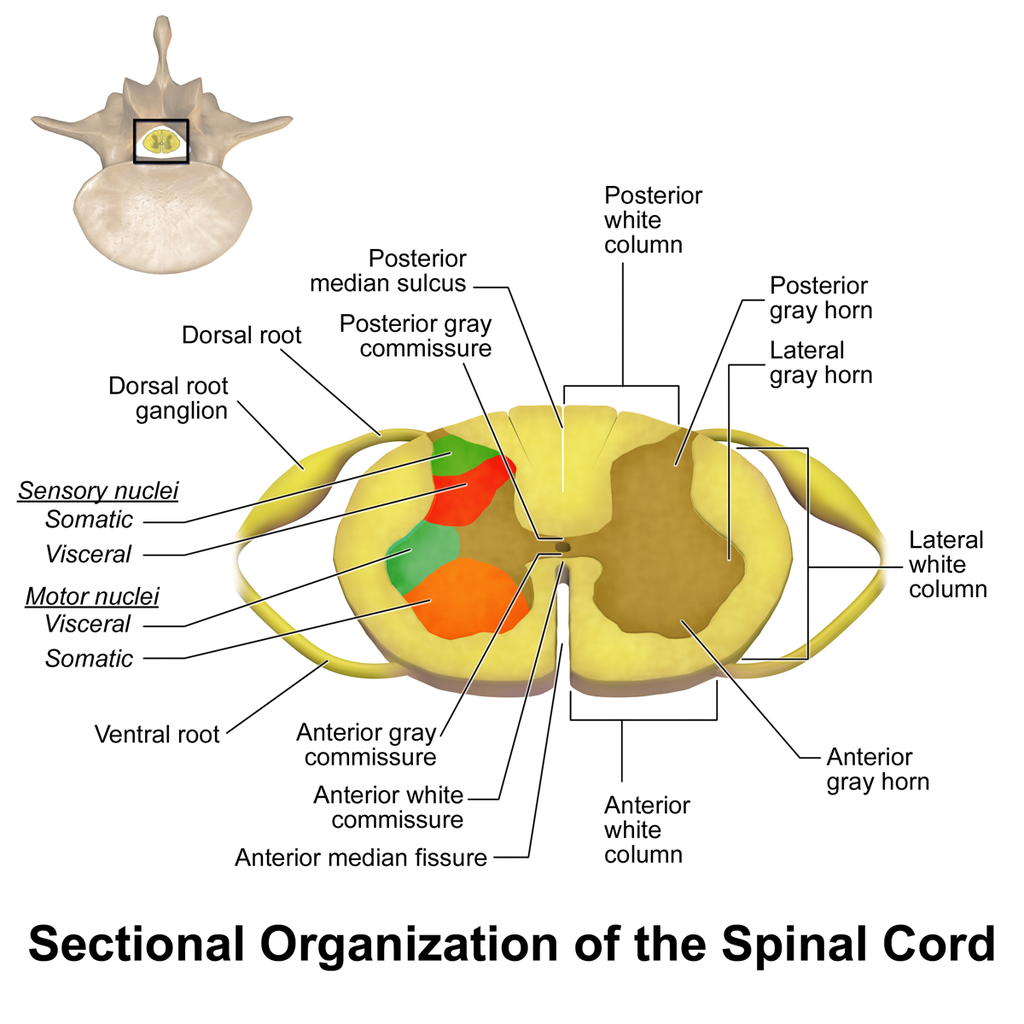 Posterior
white
column
Posterior
median sulcus
Posterior
gray horn
Posterior gray
commissure
Dorsal root
Lateral
gray horn
Dorsal root
ganglion
Sensory nuclei
Somatic
Visceral
Motor nuclei
Visceral
Somatic
Lateral
white
column
Ventral root
Anterior gray
commissure
Anterior
gray horn
Anterior white
commissure
Anterior
white
column
Anterior median fissure
Sectional Organization of the Spinal Cord